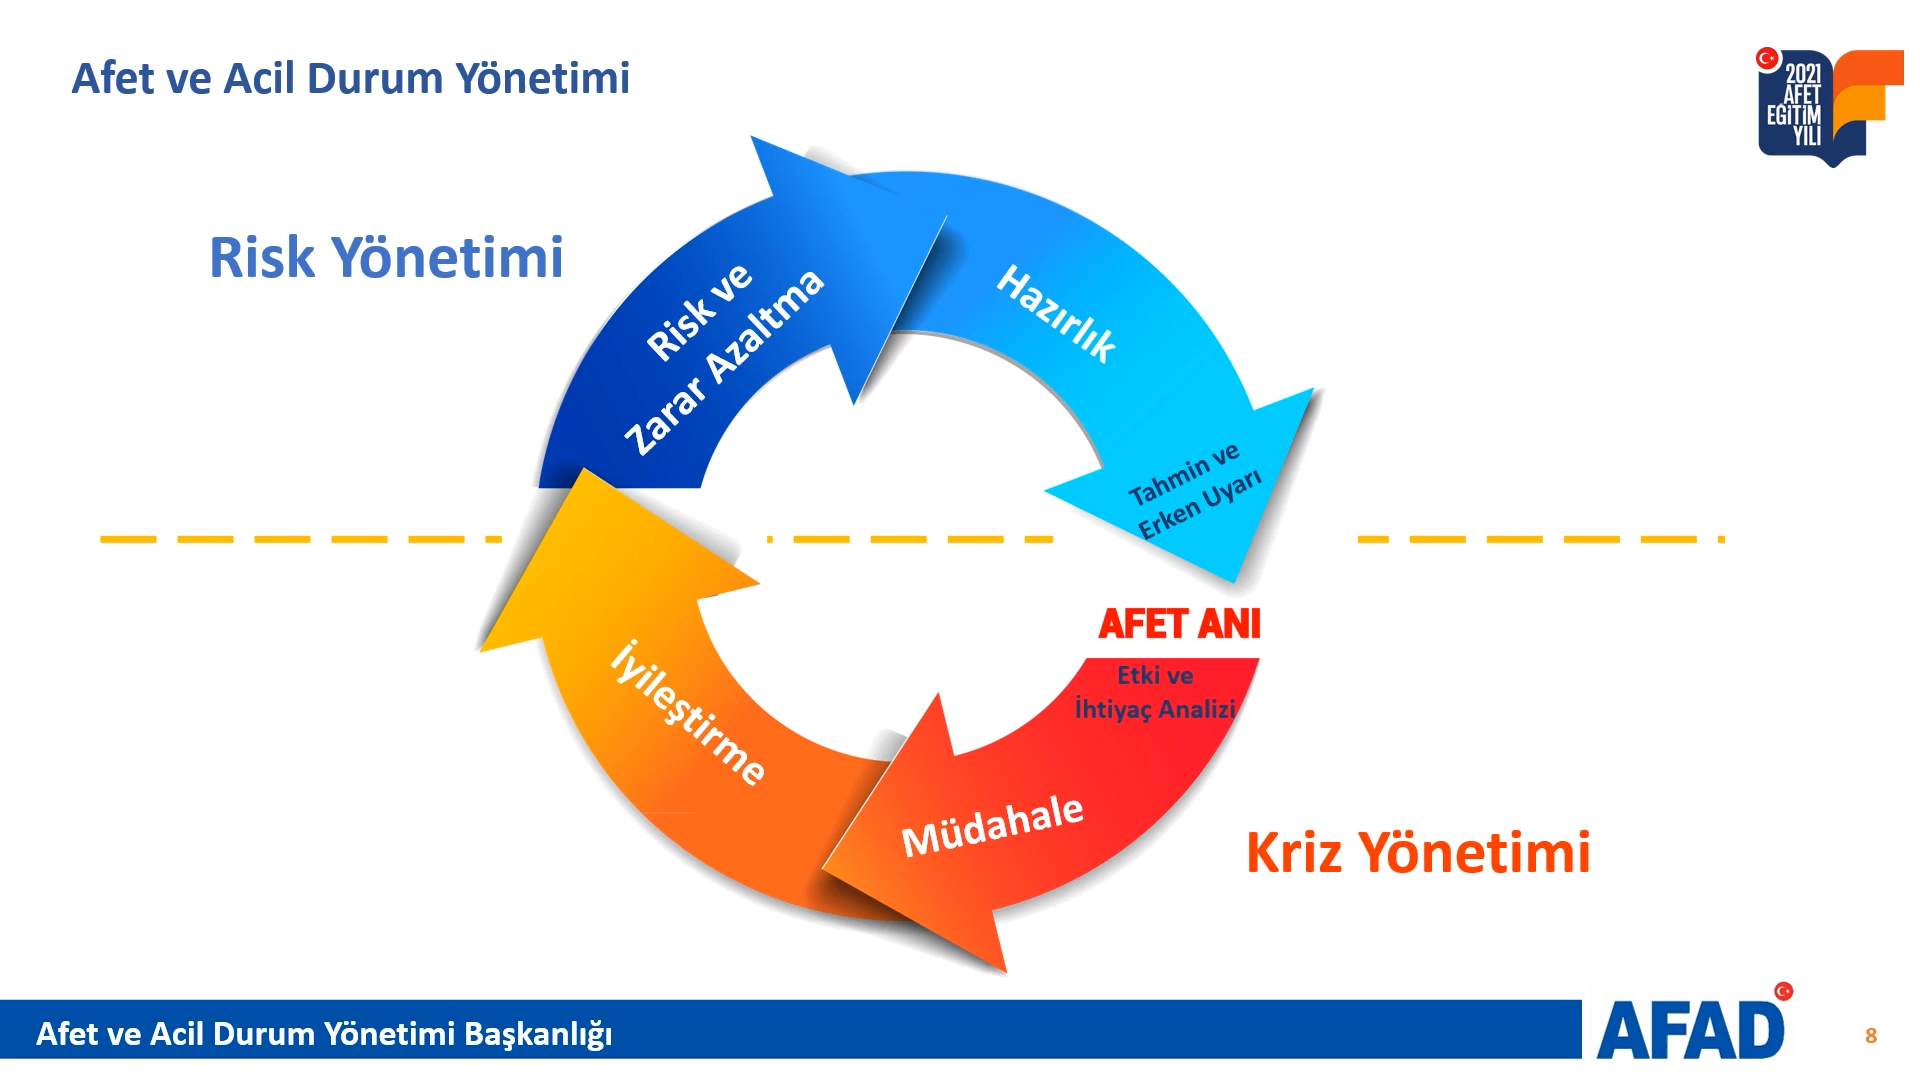 Afet ve Acil Durum Yönetimi
2021
AFET
EĞİTİM
YILI
Risk Yönetimi
Risk ve
Zarar Azaltma
Hazırlık
Tahmin ve
Erken Uyarı
AFET ANI
Etki ve
İhtiyaç Analizi
Müdahale
İyileştirme
Kriz Yönetimi
Afet ve Acil Durum Yönetimi Başkanlığı
AFAD
8